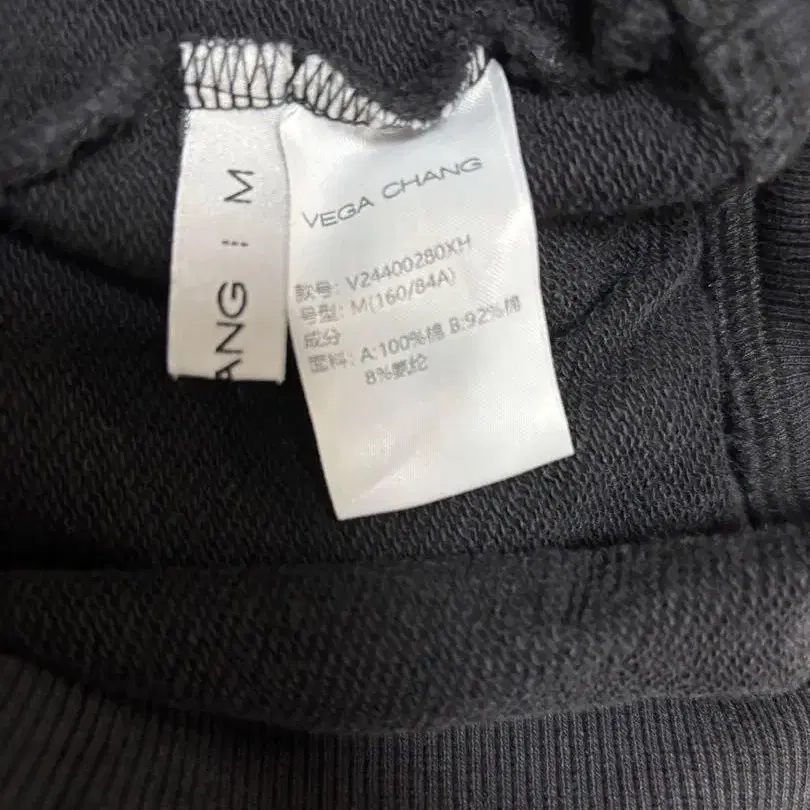 ANG M
VEGA CHANG
款号: V24400280XH
号型: M(160/84A)
成分
面料: A:100%棉 B:92%棉
8%氨纶